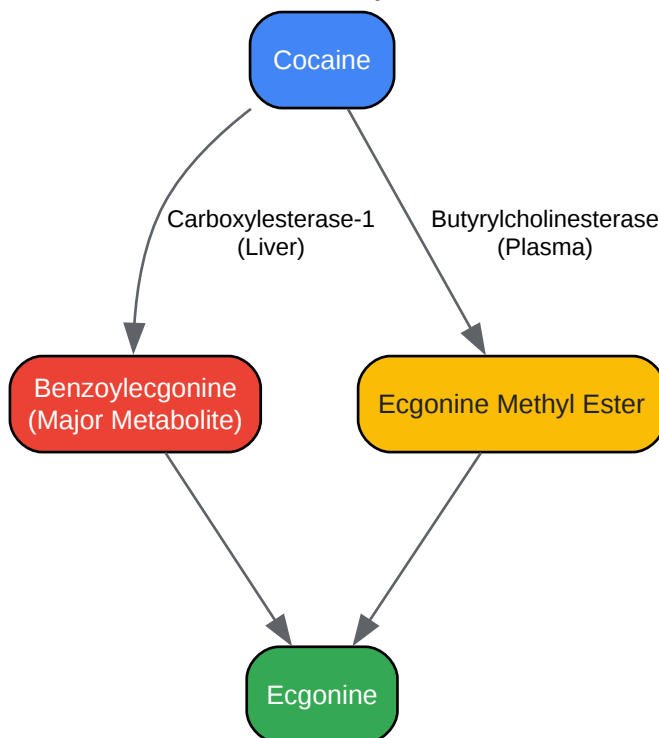 Cocaine
Carboxylesterase-1
(Liver)
Butyrylcholinesterase
(Plasma)
Benzoylecgonine
(Major Metabolite)
Ecgonine Methyl Ester
Ecgonine